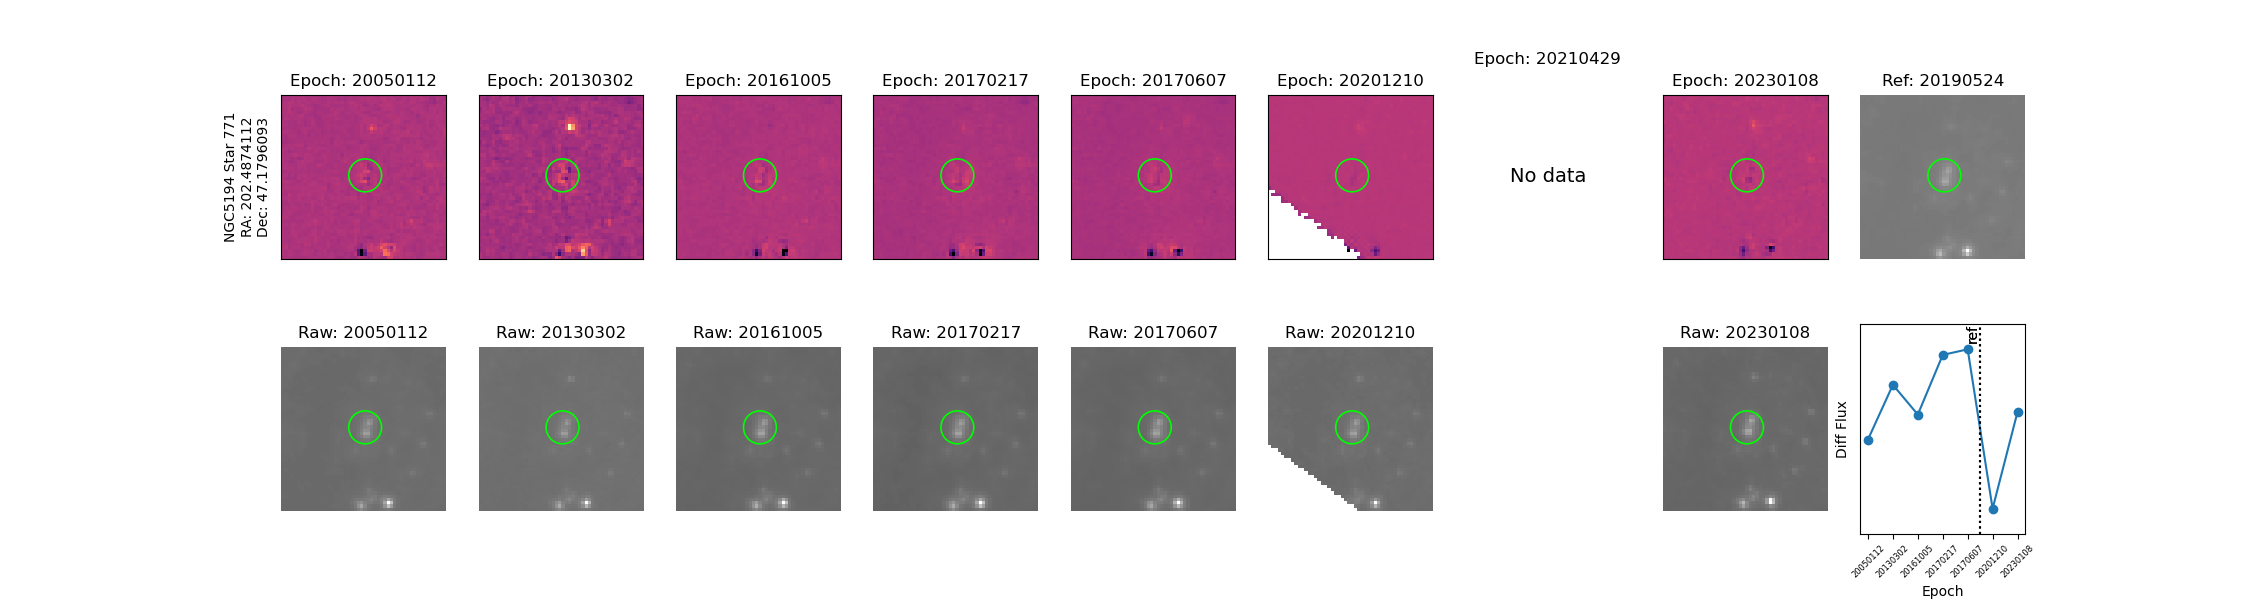 Epoch: 20210429
Epoch: 20050112
Epoch: 20130302
Epoch: 20161005
Epoch: 20170217
Epoch: 20170607
Epoch: 20201210
Epoch: 20230108
Ref: 20190524
NGC5194 Star 771
RA: 202.4874112
Dec: 47.1796093
No data
Raw: 20050112
Raw: 20130302
Raw: 20161005
Raw: 20170217
Raw: 20170607
Raw: 20201210
Raw: 20230108
ref
Diff Flux
20050112
20130302
20161005
20170217
20170607
20201210
20230108
Epoch